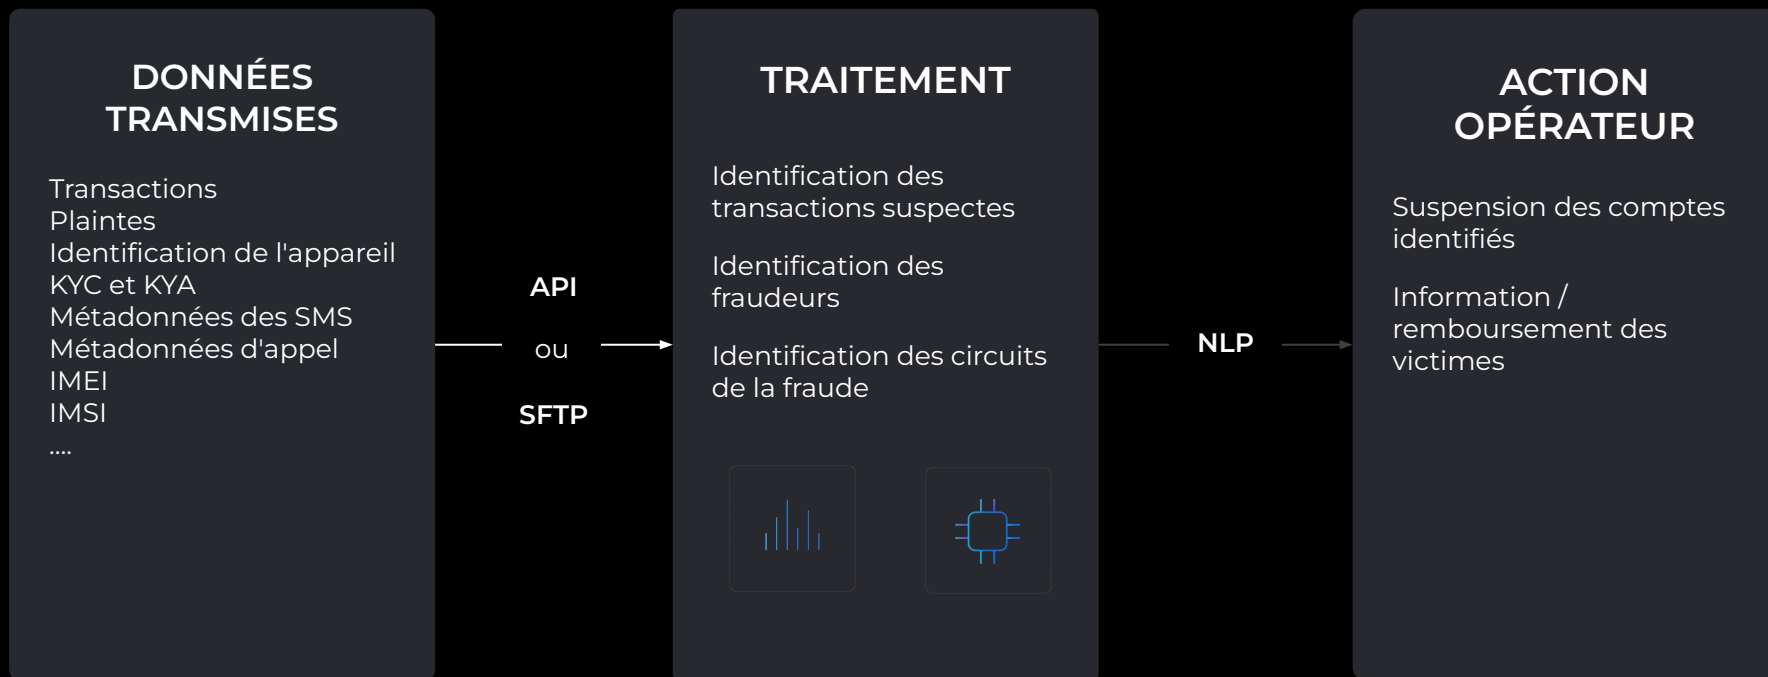 DONNÉES
TRANSMISES
Transactions
Plaintes
Identification de l'appareil
KYC et KYA
Métadonnées des SMS
Métadonnées d'appel
IMEI
IMSI
....
API
ou
SFTP
TRAITEMENT
Identification des
transactions suspectes
Identification des
fraudeurs
Identification des circuits
de la fraude
NLP
ACTION
OPÉRATEUR
Suspension des comptes
identifiés
Information /
remboursement des
victimes